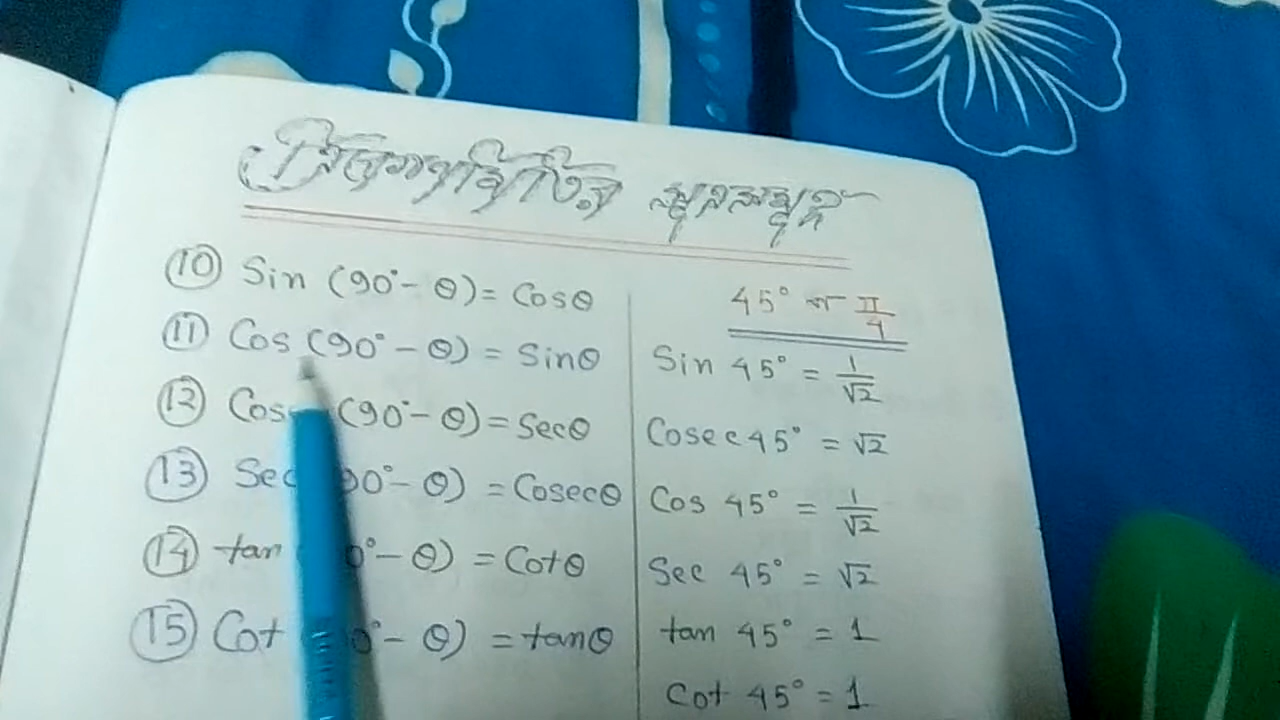 ⑩ Sin (90°- θ) = Cosθ
⑪ Cos (90° - θ) = Sinθ
⑫ Cos (90°- θ) = Secθ
⑬ Sec 90°- θ) = Cosecθ
⑭ tan 0°- θ) = Cotθ
⑮ Cot 0°- θ) = tanθ
45° বা π/4
Sin 45° = 1/√2
Cosec 45° = √2
Cos 45° = 1/√2
Sec 45° = √2
tan 45° = 1
Cot 45° = 1